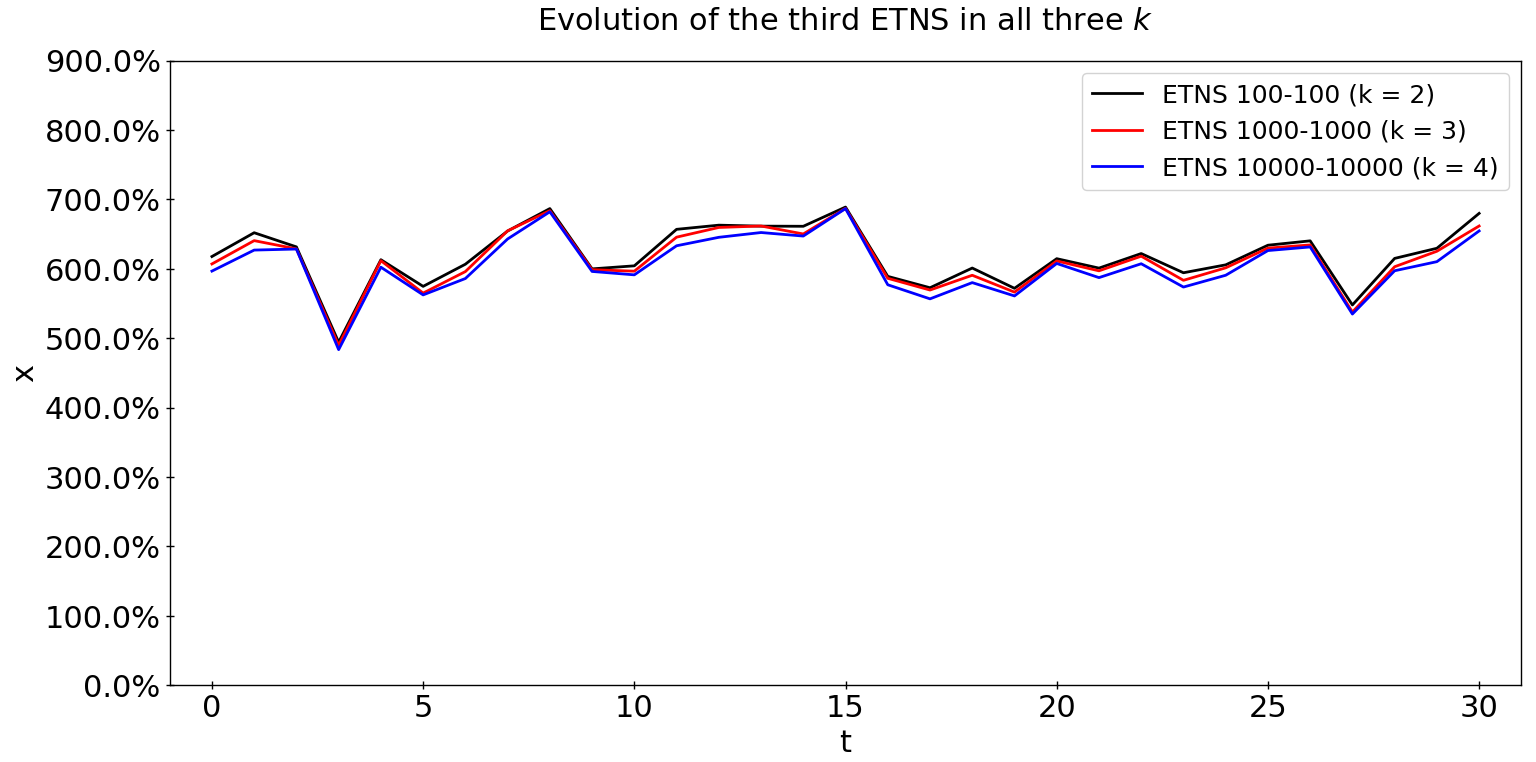 Evolution of the third ETNS in all three k
900.0%
800.0%
700.0%
600.0%
500.0%
400.0%
300.0%
200.0%
100.0%
0.0%
x
ETNS 100-100 (k = 2)
ETNS 1000-1000 (k = 3)
ETNS 10000-10000 (k = 4)
0 5 10 15 20 25 30
t